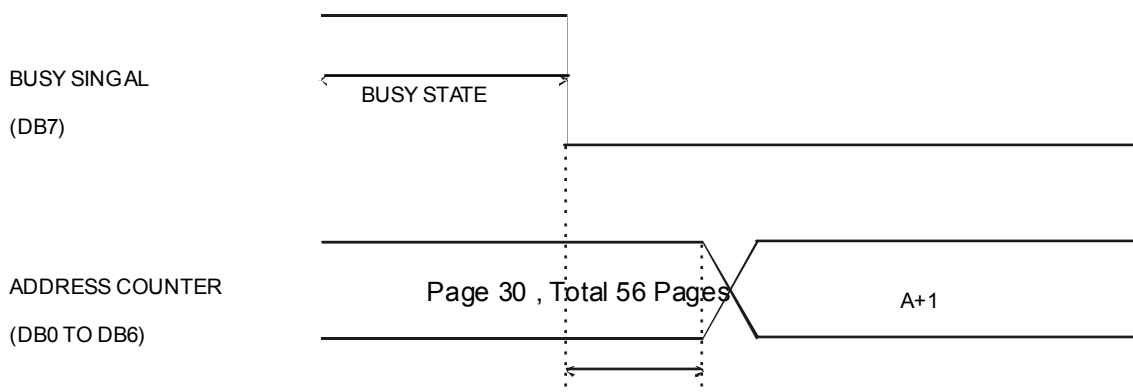 BUSY SINGAL
(DB7)
BUSY STATE
ADDRESS COUNTER
(DB0 TO DB6)
Page 30 , Total 56 Pages
A+1